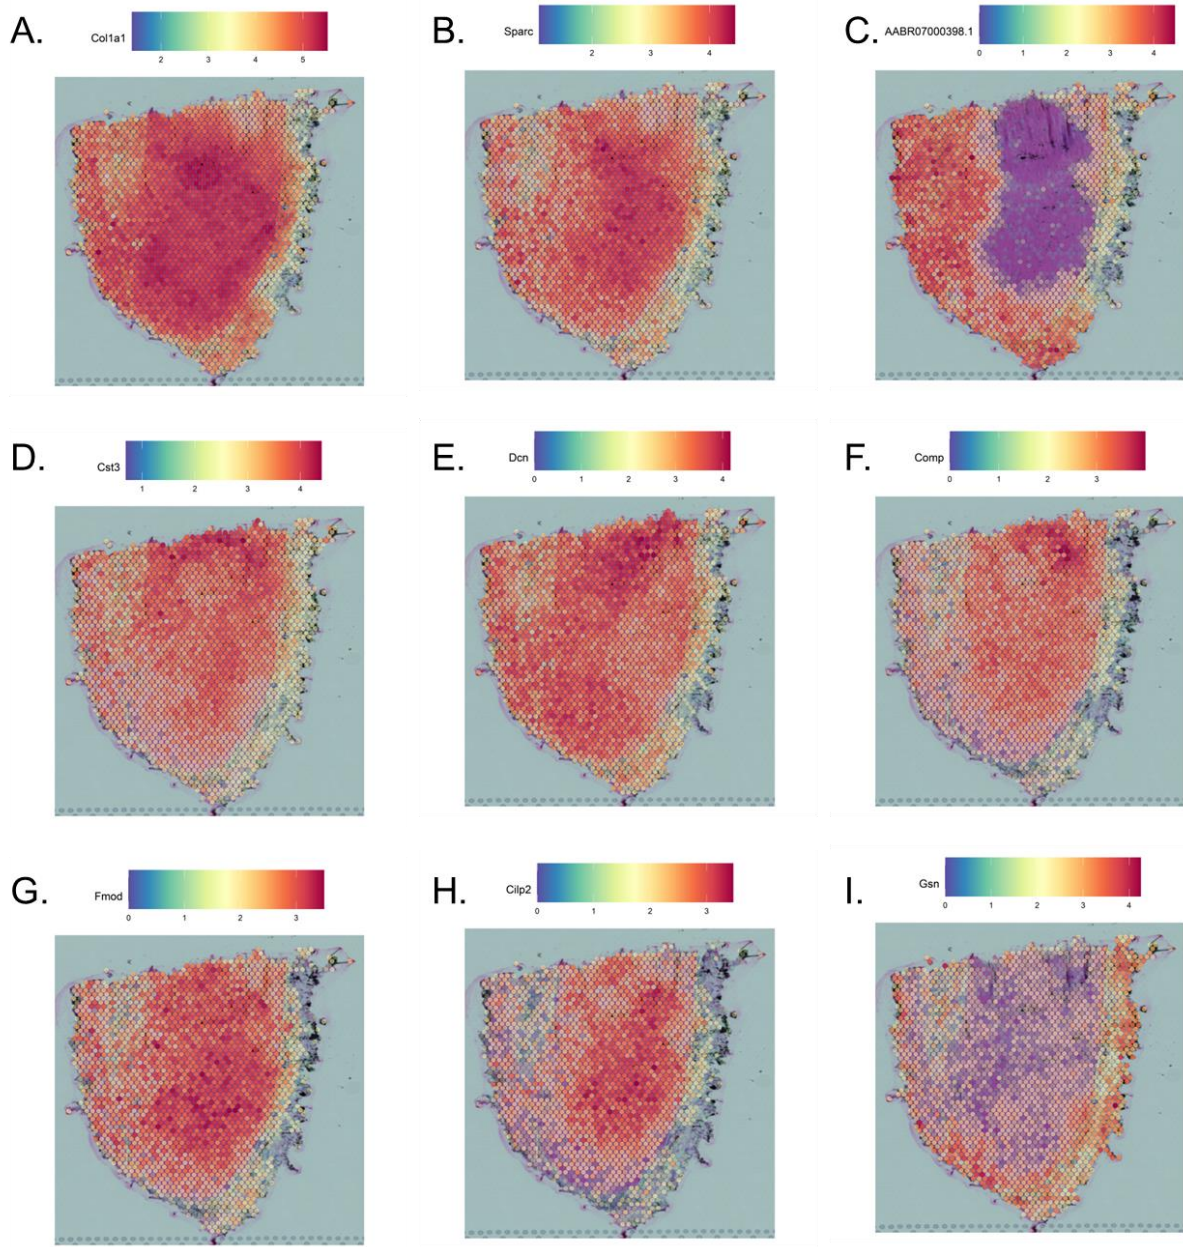 A. Col1a1
2 3 4 5
B. Sparc
2 3 4
C. AABR07000398.1
0 1 2 3 4
D. Cst3
1 2 3 4
E. Dcn
0 1 2 3 4
F. Comp
0 1 2 3
G. Fmod
0 1 2 3
H. Cilp2
0 1 2 3
I. Gsn
0 1 2 3 4